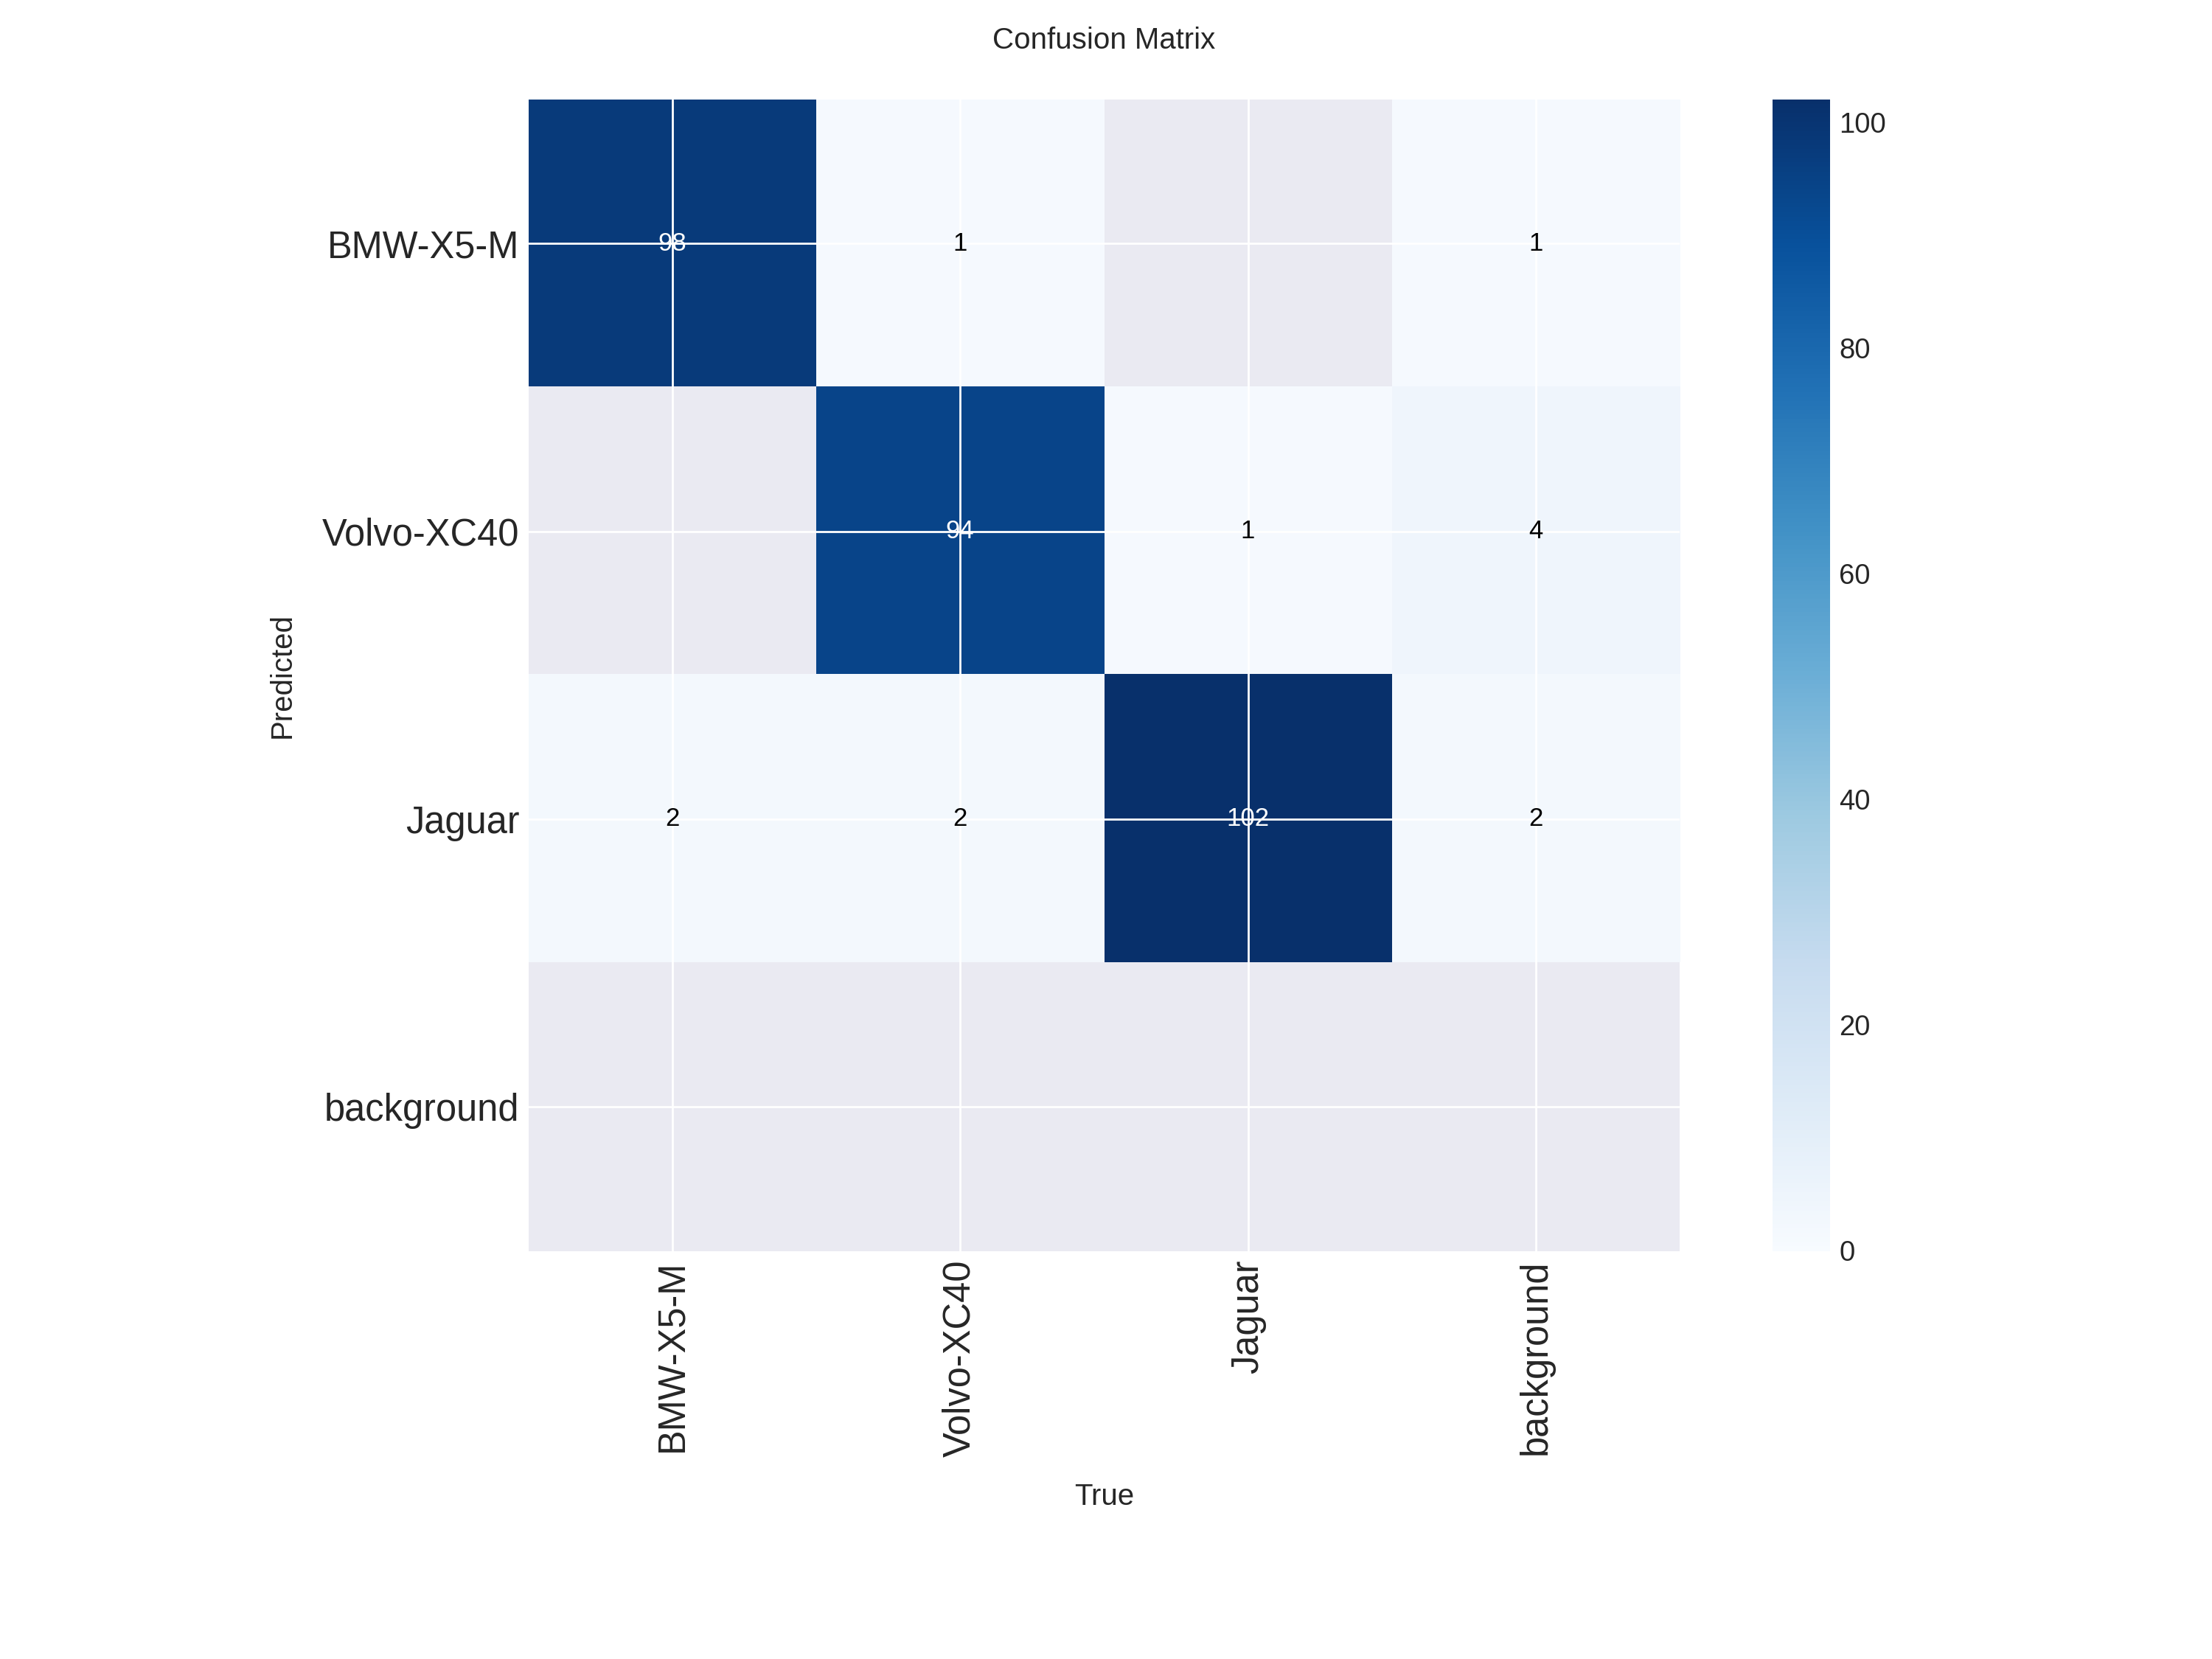 Confusion Matrix
BMW-X5-M
98
1
1
Volvo-XC40
94
1
4
Jaguar
2
2
102
2
background
Predicted
BMW-X5-M
Volvo-XC40
Jaguar
background
True
100
80
60
40
20
0